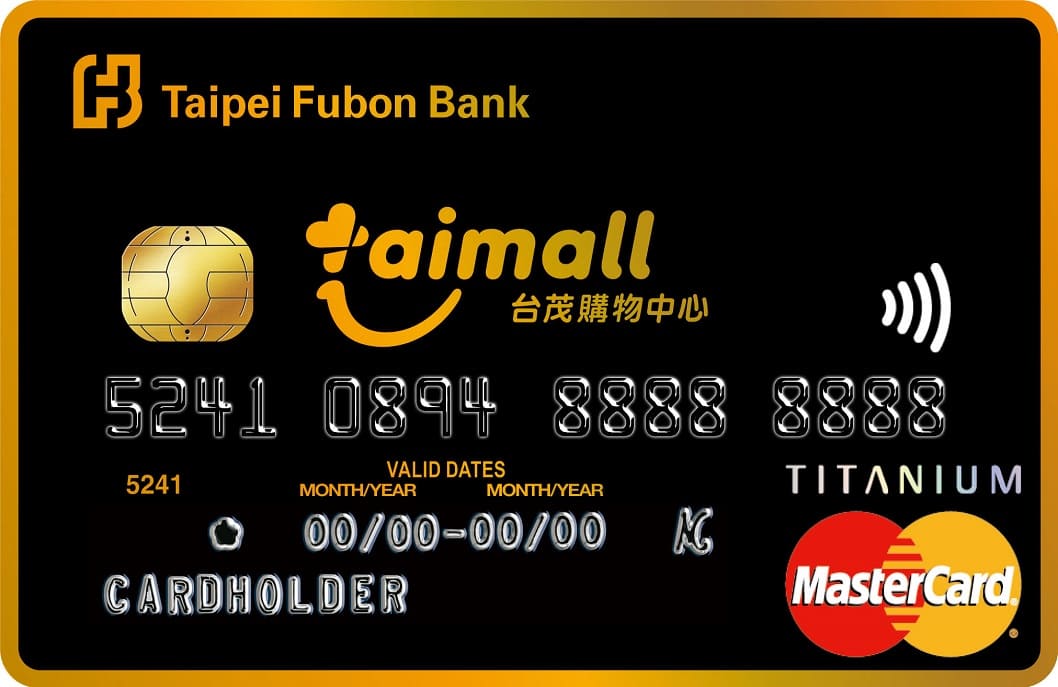 Taipei Fubon Bank
taimall
台茂購物中心
5241 0894 8888 8888
5241
VALID DATES
MONTH/YEAR MONTH/YEAR
00/00-00/00 MC
CARDHOLDER
TITANIUM
MasterCard®